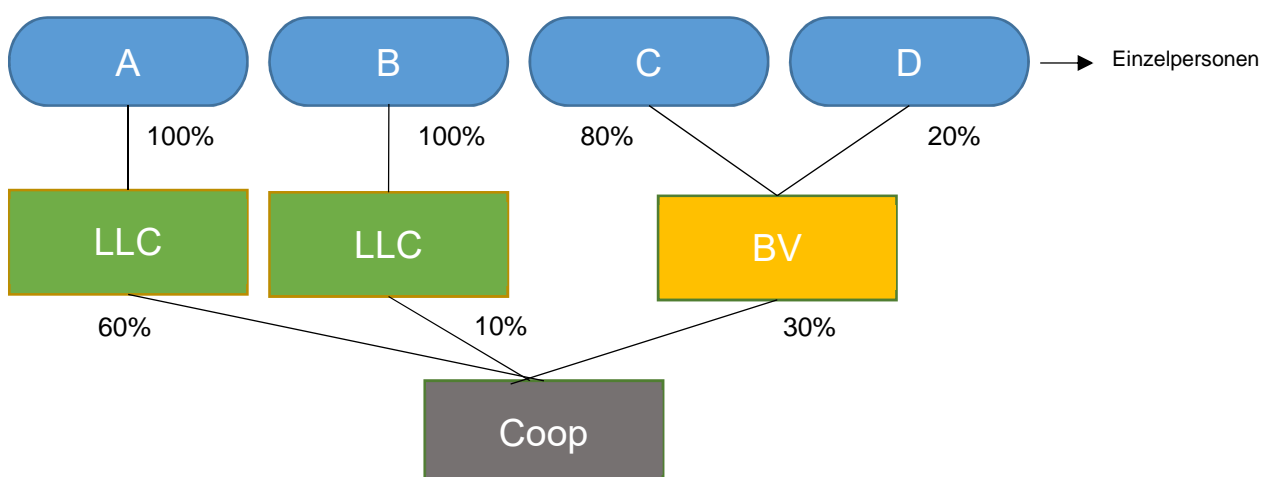 A
B
C
D
Einzelpersonen
100%
100%
80%
20%
LLC
LLC
BV
60%
10%
30%
Coop